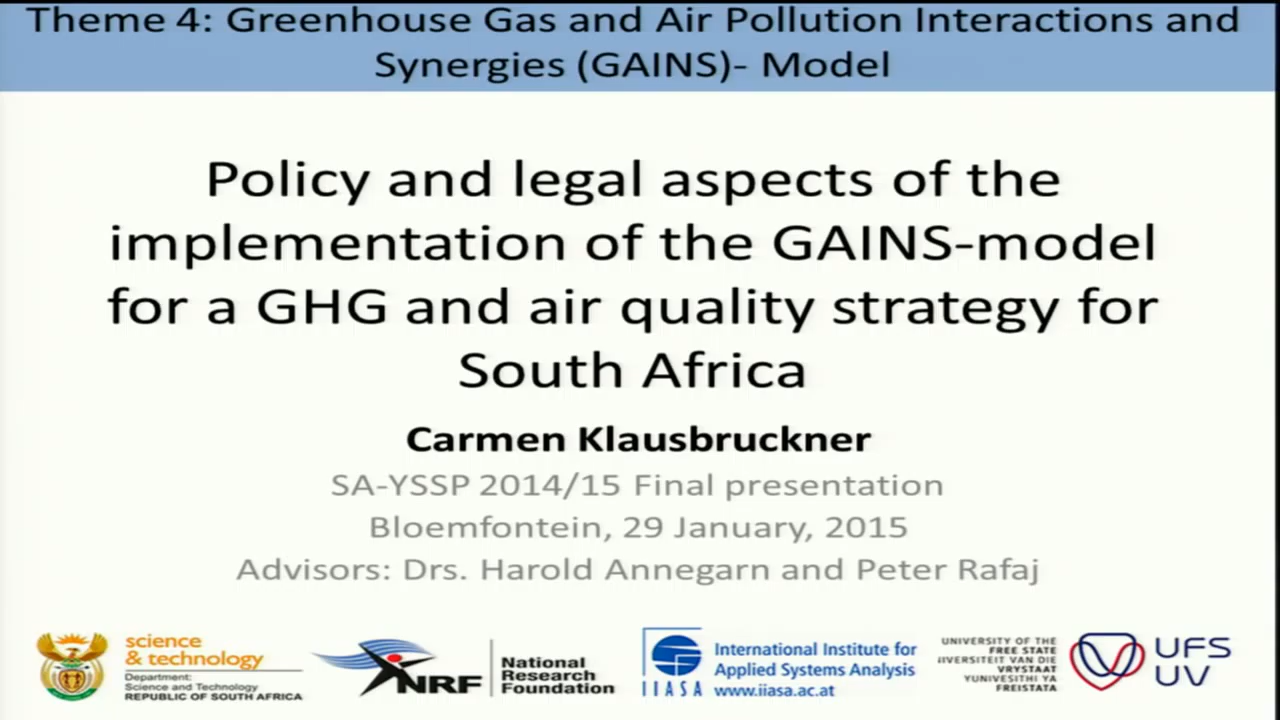 Theme 4: Greenhouse Gas and Air Pollution Interactions and
Synergies (GAINS)- Model
Policy and legal aspects of the
implementation of the GAINS-model
for a GHG and air quality strategy for
South Africa
Carmen Klausbruckner
SA-YSSP 2014/15 Final presentation
Bloemfontein, 29 January, 2015
Advisors: Drs. Harold Annegarn and Peter Rafaj
science
& technology
Department:
Science and Technology
REPUBLIC OF SOUTH AFRICA
NRF
National
Research
Foundation
IIASA
International Institute for
Applied Systems Analysis
www.iiasa.ac.at
UNIVERSITY OF THE
FREE STATE
IIVERSITEIT VAN DIE
VRYSTAAT
YUNIVESITHI YA
FREISTATA
UFS
UV